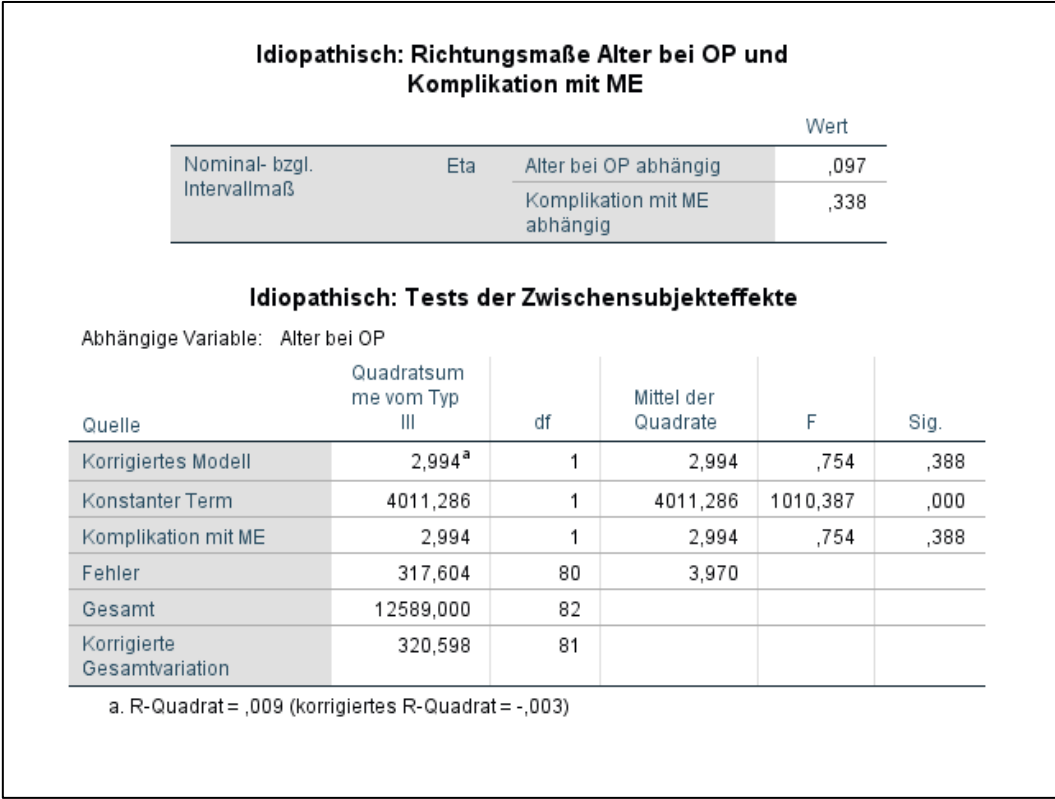 Idiopathisch: Richtungsmaße Alter bei OP und
Komplikation mit ME
Wert
Nominal- bzgl. Eta Alter bei OP abhängig ,097
Intervallmaß
Komplikation mit ME ,338
abhängig
Idiopathisch: Tests der Zwischensubjekteffekte
Abhängige Variable: Alter bei OP
Quadratsum
me vom Typ Mittel der
Quelle III df Quadrate F Sig.
Korrigiertes Modell 2,994a 1 2,994 ,754 ,388
Konstanter Term 4011,286 1 4011,286 1010,387 ,000
Komplikation mit ME 2,994 1 2,994 ,754 ,388
Fehler 317,604 80 3,970
Gesamt 12589,000 82
Korrigierte 320,598 81
Gesamtvariation
a. R-Quadrat = ,009 (korrigiertes R-Quadrat = -,003)